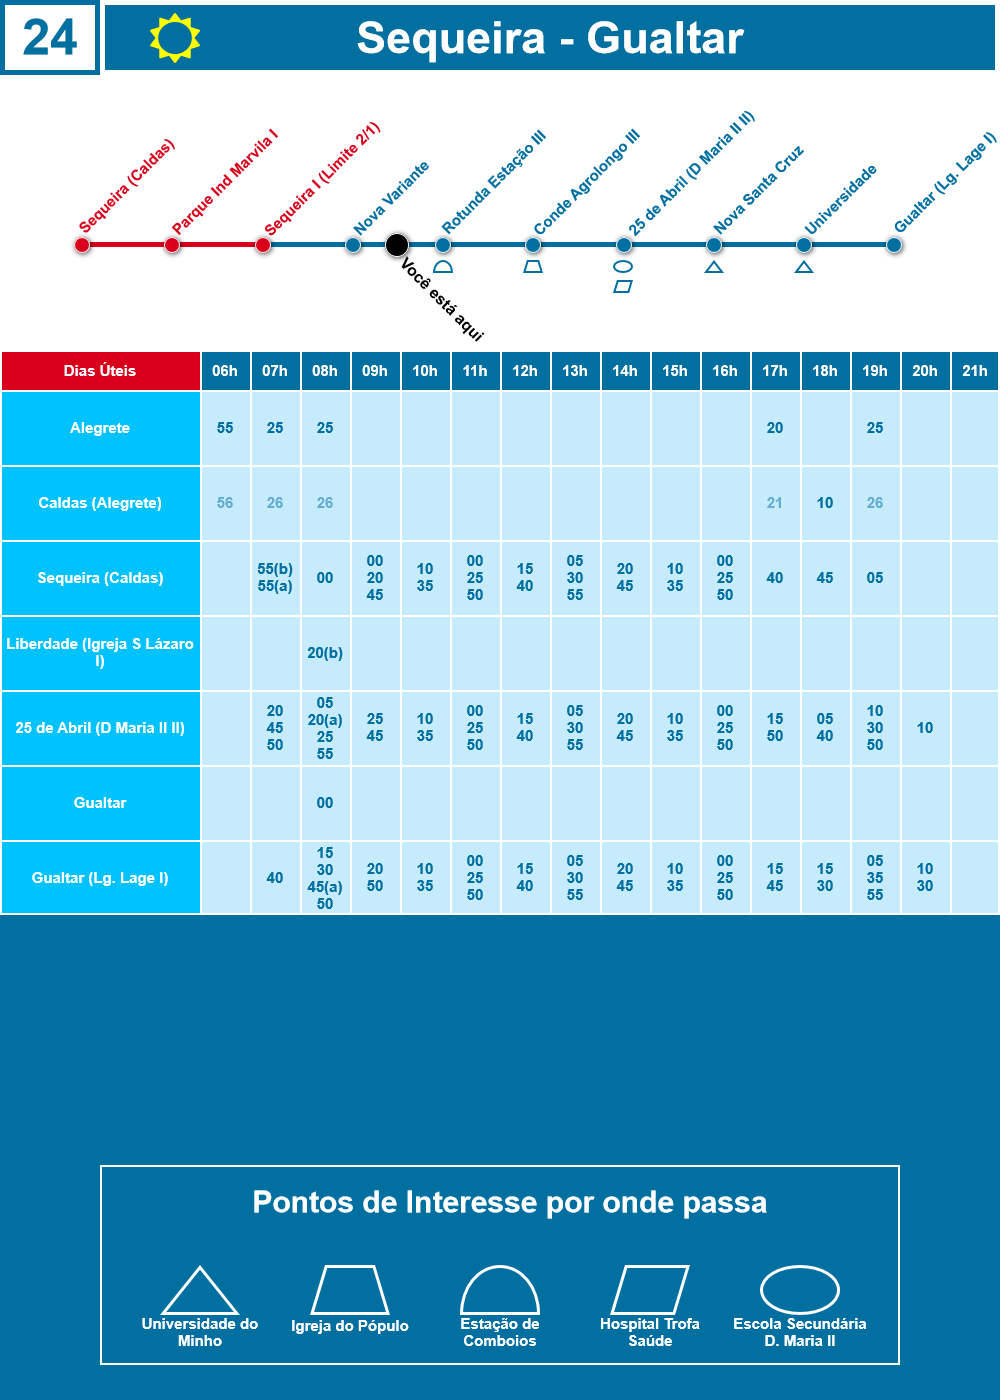 24
Sequeira - Gualtar
Sequeira (Caldas)
Parque Ind Marvila I
Sequeira I (Limite 2/1)
Nova Variante
Rotunda Estação III
Conde Agrolongo III
25 de Abril (D Maria II II)
Nova Santa Cruz
Universidade
Gualtar (Lg. Lage I)
Você está aqui
Dias Úteis 06h 07h 08h 09h 10h 11h 12h 13h 14h 15h 16h 17h 18h 19h 20h 21h
Alegrete 55 25 25 20 25
Caldas (Alegrete) 56 26 26 21 10 26
00 00 05 00
55(b) 20 10 25 15 30 20 10 25
Sequeira (Caldas) 55(a) 00 45 35 50 40 55 45 35 50 40 45 05
Liberdade (Igreja S Lázaro
I) 20(b)
05
20 20(a) 25 10 00 15 05 20 10 00 15 05 10
25 de Abril (D Maria II II) 45 25 45 35 25 40 30 45 35 25 50 40 30 10
50 55 50 55 50 50
Gualtar 00
15
30 20 10 00 15 05 20 10 00 15 15 05 10
Gualtar (Lg. Lage I) 40 45(a) 50 35 25 40 30 45 35 25 45 30 35 30
50 50 55 50 55
Pontos de Interesse por onde passa
Universidade do
Minho
Igreja do Pópulo
Estação de
Comboios
Hospital Trofa
Saúde
Escola Secundária
D. Maria II